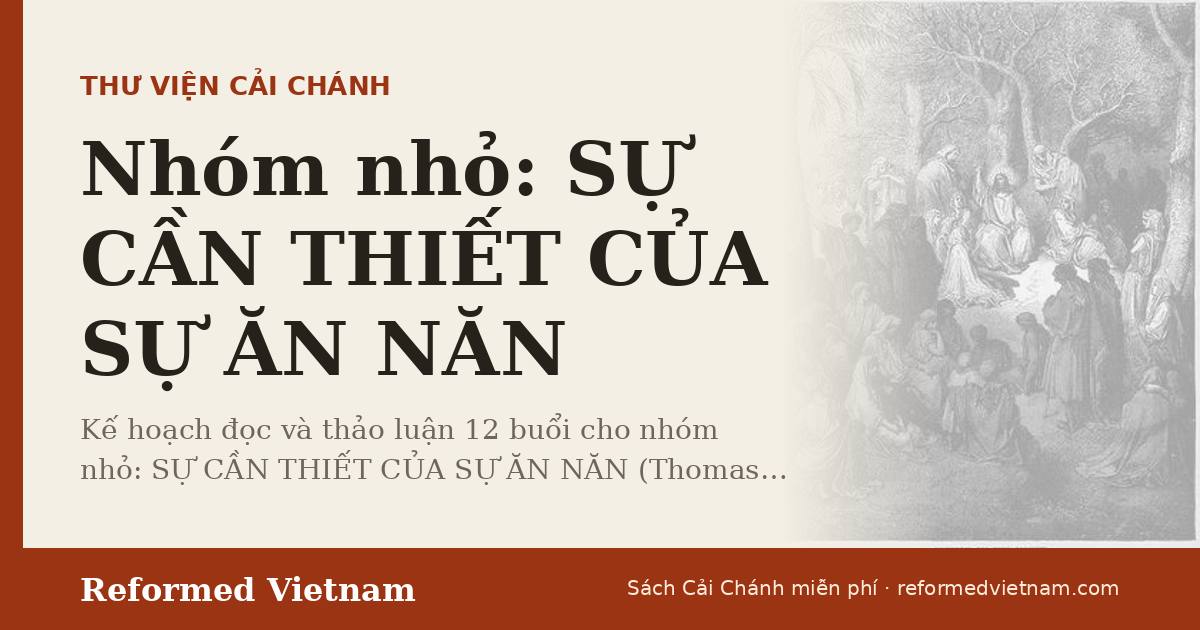 THƯ VIỆN CẢI CHÁNH
Nhóm nhỏ: SỰ
CẦN THIẾT CỦA
SỰ ĂN NĂN
Kế hoạch đọc và thảo luận 12 buổi cho nhóm
nhỏ: SỰ CẦN THIẾT CỦA SỰ ĂN NĂN (Thomas...
Reformed Vietnam
Sách Cải Chánh miễn phí · reformedvietnam.com